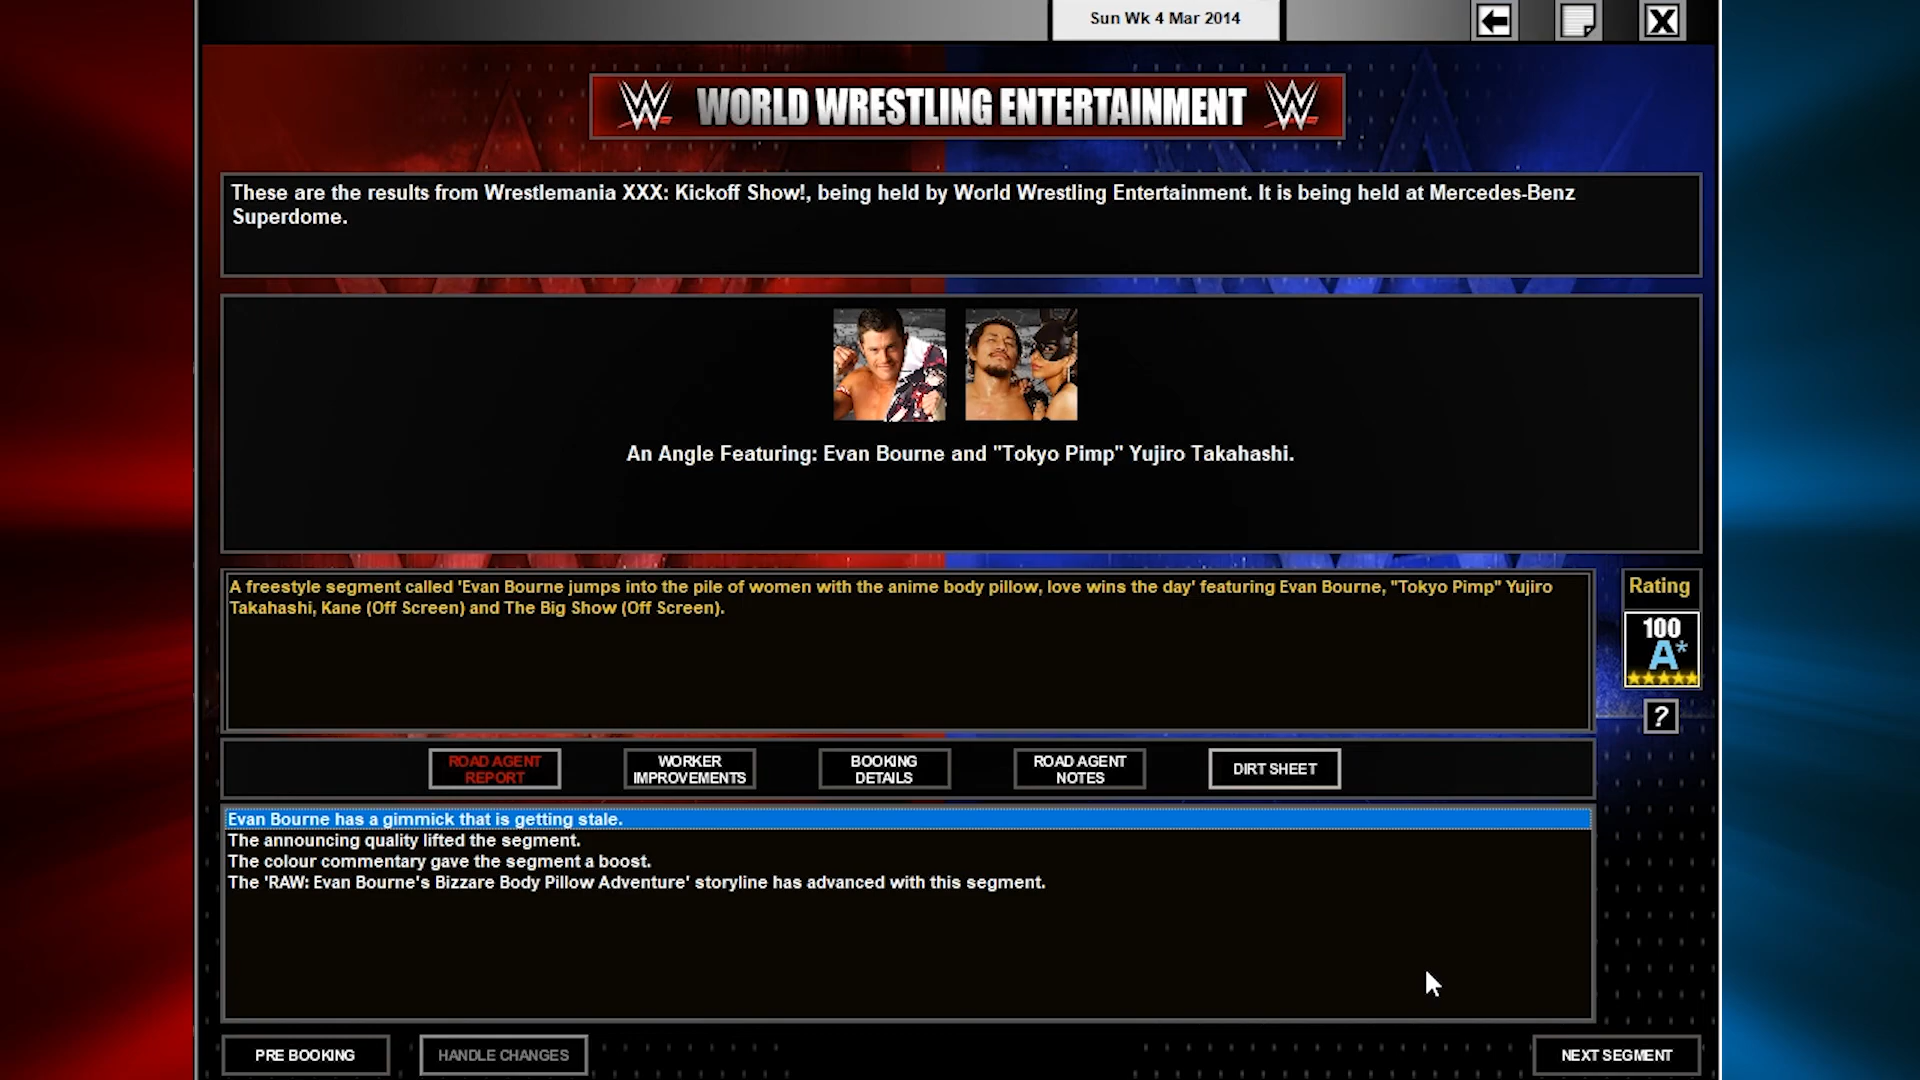 Sun Wk 4 Mar 2014
WORLD WRESTLING ENTERTAINMENT
These are the results from Wrestlemania XXX: Kickoff Show!, being held by World Wrestling Entertainment. It is being held at Mercedes-Benz
Superdome.
An Angle Featuring: Evan Bourne and "Tokyo Pimp" Yujiro Takahashi.
A freestyle segment called 'Evan Bourne jumps into the pile of women with the anime body pillow, love wins the day' featuring Evan Bourne, "Tokyo Pimp" Yujiro
Takahashi, Kane (Off Screen) and The Big Show (Off Screen).
Rating
100
A*
?
ROAD AGENT
REPORT
WORKER
IMPROVEMENTS
BOOKING
DETAILS
ROAD AGENT
NOTES
DIRT SHEET
Evan Bourne has a gimmick that is getting stale.
The announcing quality lifted the segment.
The colour commentary gave the segment a boost.
The 'RAW: Evan Bourne's Bizzare Body Pillow Adventure' storyline has advanced with this segment.
PRE BOOKING
HANDLE CHANGES
NEXT SEGMENT